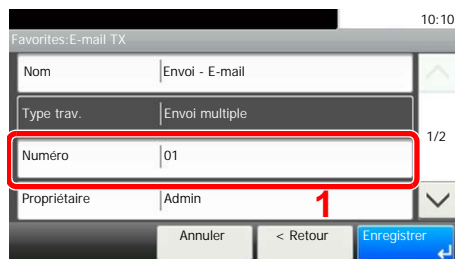 10:10
Favorites:E-mail TX
Nom Envoi - E-mail
Type trav. Envoi multiple
1/2
Numéro 01
Propriétaire Admin
1
Annuler < Retour Enregistrer